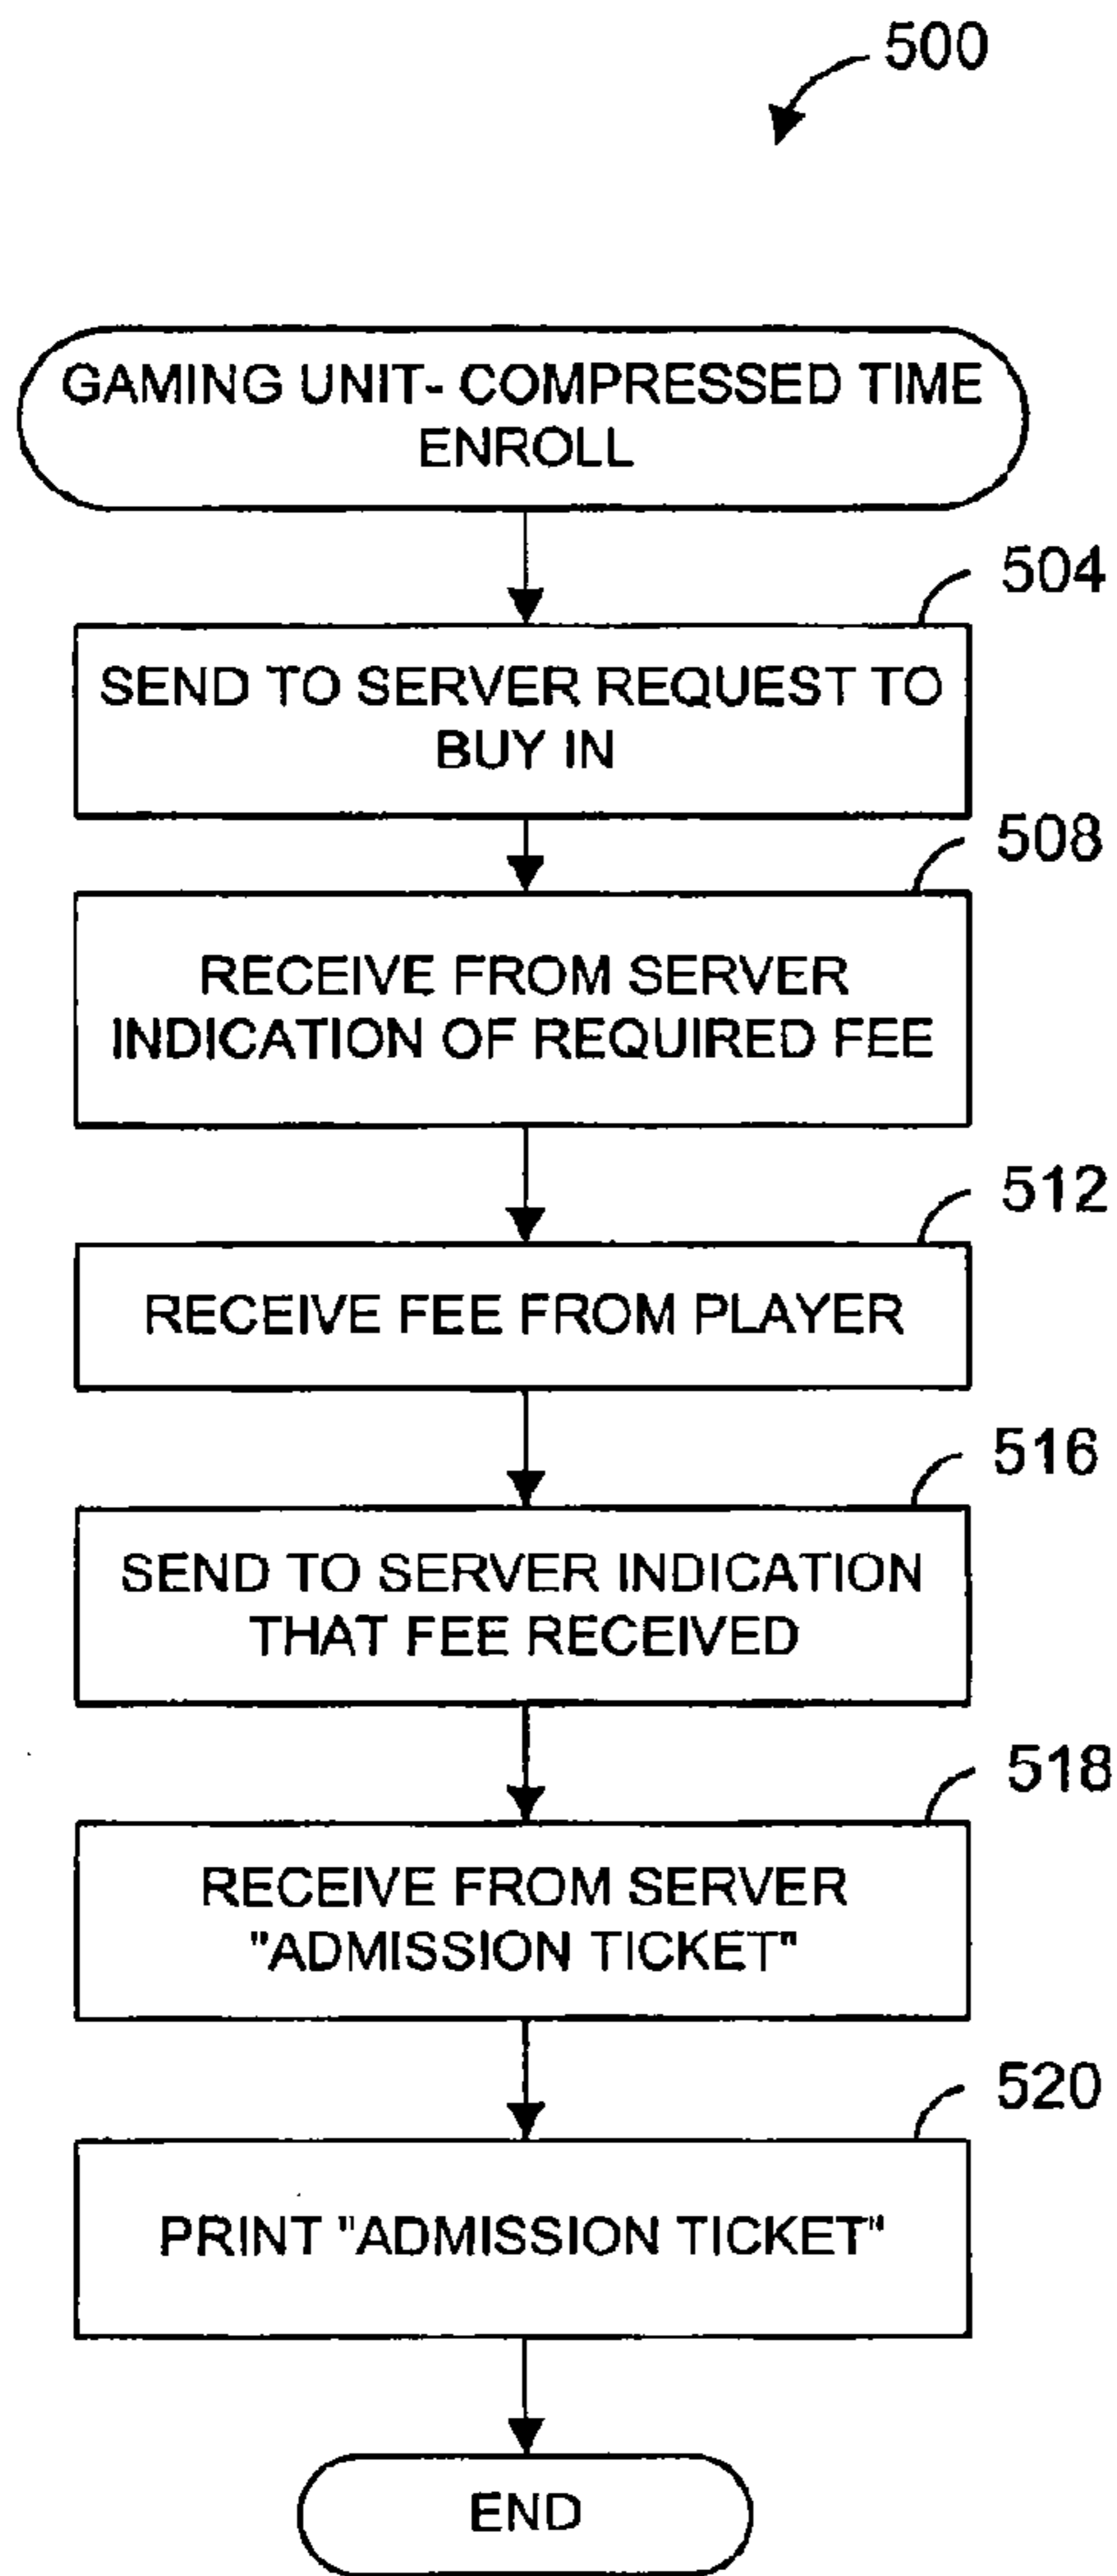 500
GAMING UNIT- COMPRESSED TIME
ENROLL
504
SEND TO SERVER REQUEST TO
BUY IN
508
RECEIVE FROM SERVER
INDICATION OF REQUIRED FEE
512
RECEIVE FEE FROM PLAYER
516
SEND TO SERVER INDICATION
THAT FEE RECEIVED
518
RECEIVE FROM SERVER
"ADMISSION TICKET"
520
PRINT "ADMISSION TICKET"
END